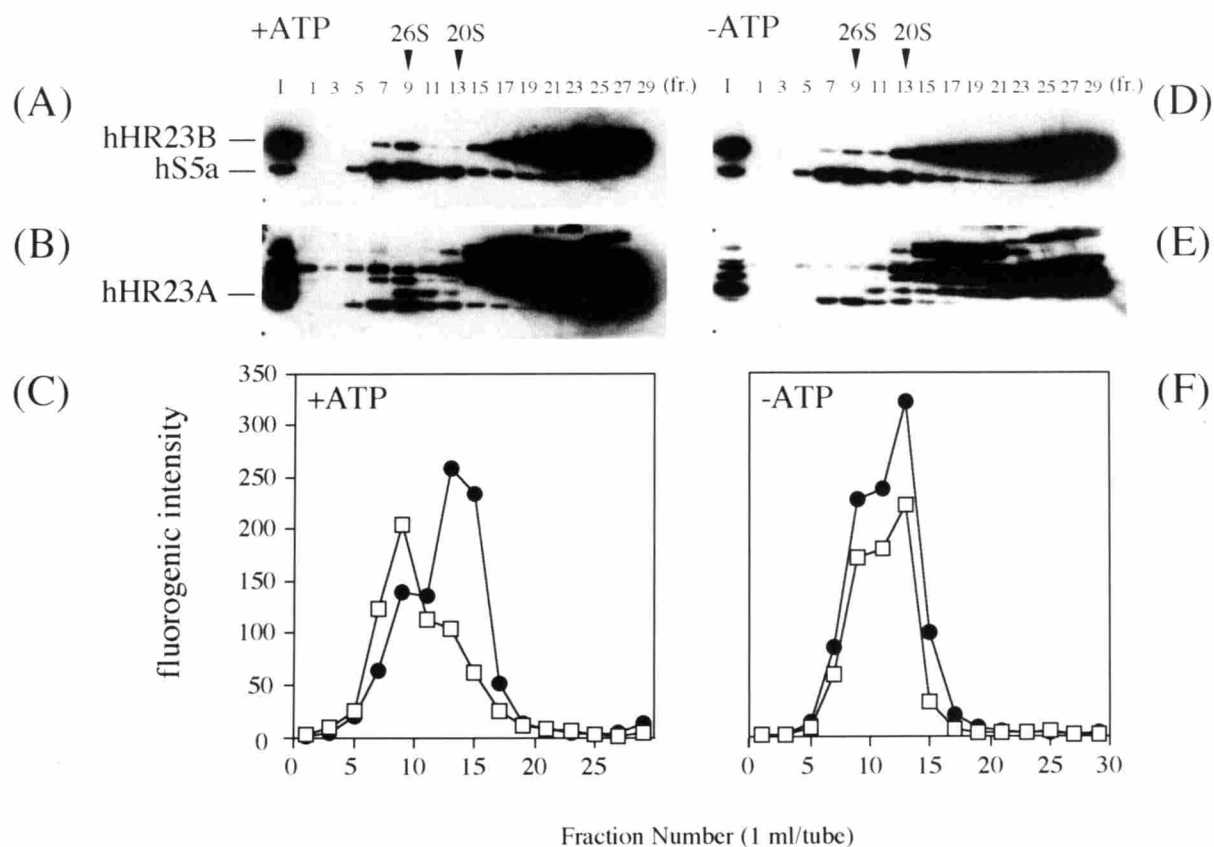 +ATP 26S 20S -ATP 26S 20S
I 1 3 5 7 9 11 13 15 17 19 21 23 25 27 29 (fr.) I 1 3 5 7 9 11 13 15 17 19 21 23 25 27 29 (fr.)
(A) (D)
hHR23B
hS5a
(B) (E)
hHR23A
(C) (F)
fluorogenic intensity
350
300
250
200
150
100
50
0
+ATP
0 5 10 15 20 25
-ATP
0 5 10 15 20 25 30
Fraction Number (1 ml/tube)